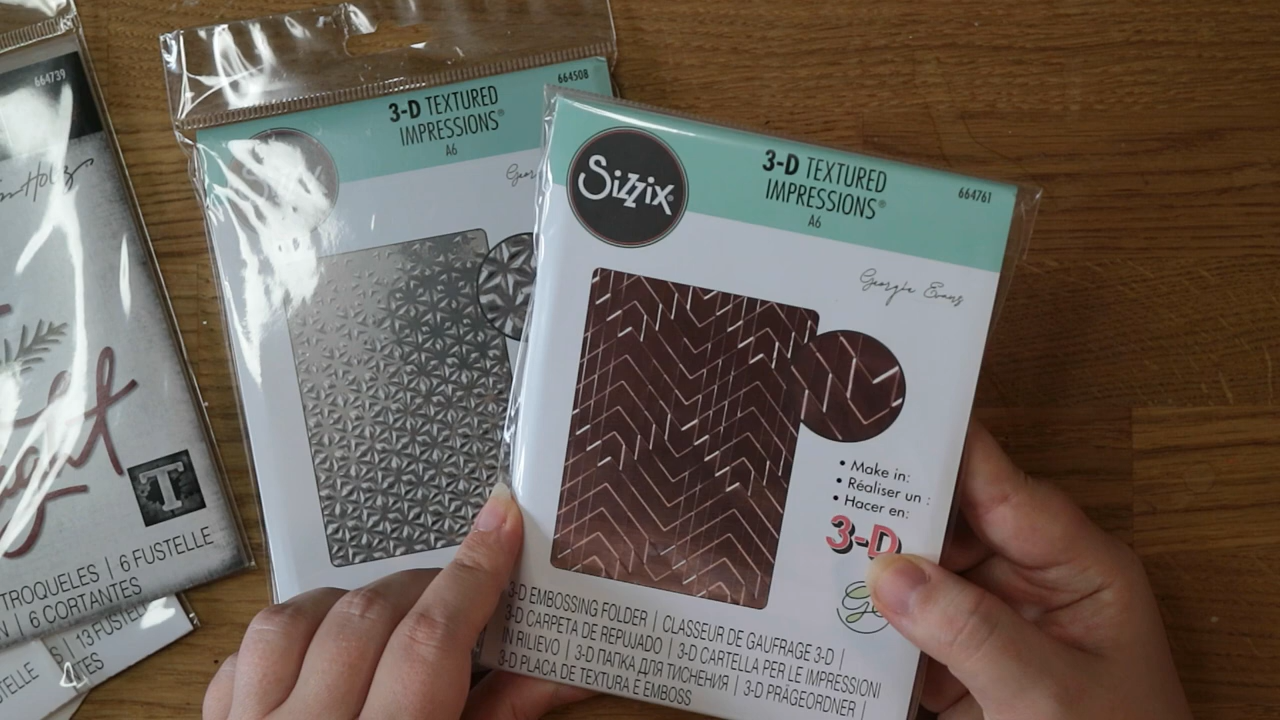 664739
664508
3-D TEXTURED
IMPRESSIONS®
A6
TROQUELES | 6 FUSTELLE
| 6 CORTANTES
| 13 FUSTELLE
Sizzix
3-D TEXTURED
IMPRESSIONS®
A6
664761
Georgie Evans
• Make in:
• Réaliser un :
• Hacer en:
3-D
3-D EMBOSSING FOLDER | CLASSEUR DE GAUFRAGE 3-D |
3-D CARPETA DE REPUJADO | 3-D CARTELLA PER LE IMPRESSIONI
IN RILIEVO | 3-D ПАПКА ДЛЯ ТИСНЕНИЯ | 3-D PRÄGEORDNER |
3-D PLACA DE TEXTURA E EMBOSS